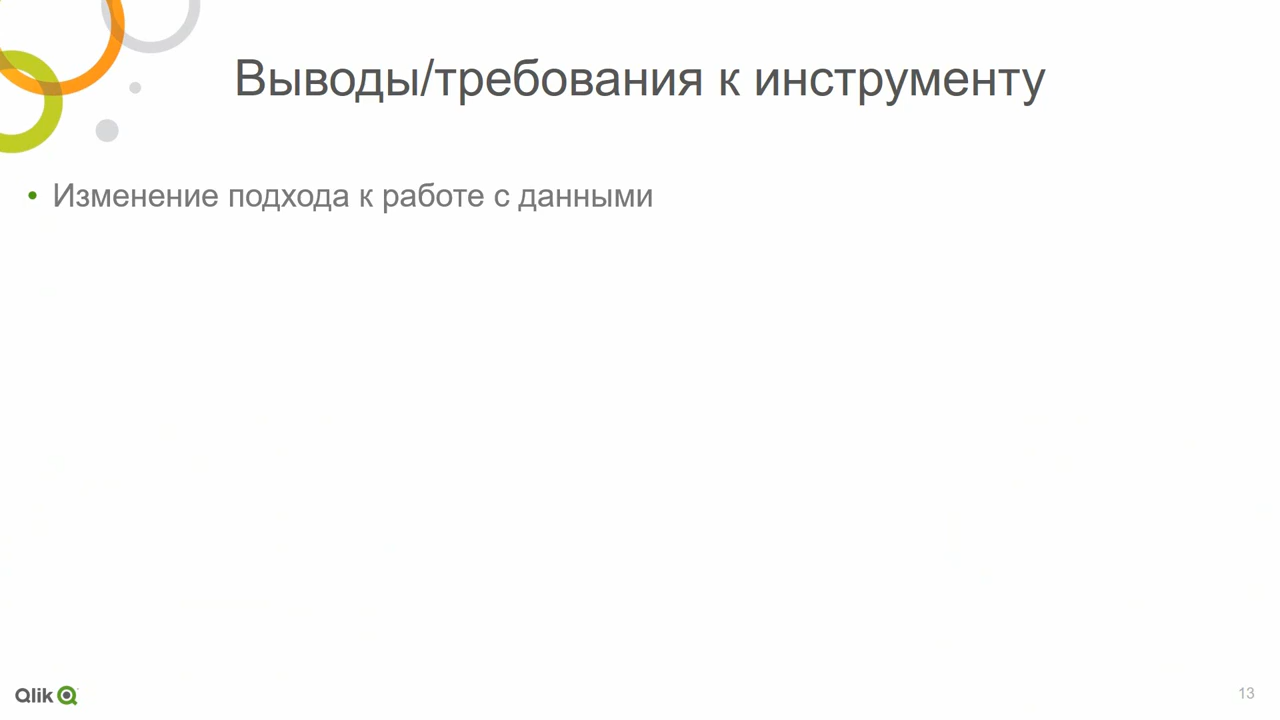 Выводы/требования к инструменту
• Изменение подхода к работе с данными
Qlik
13